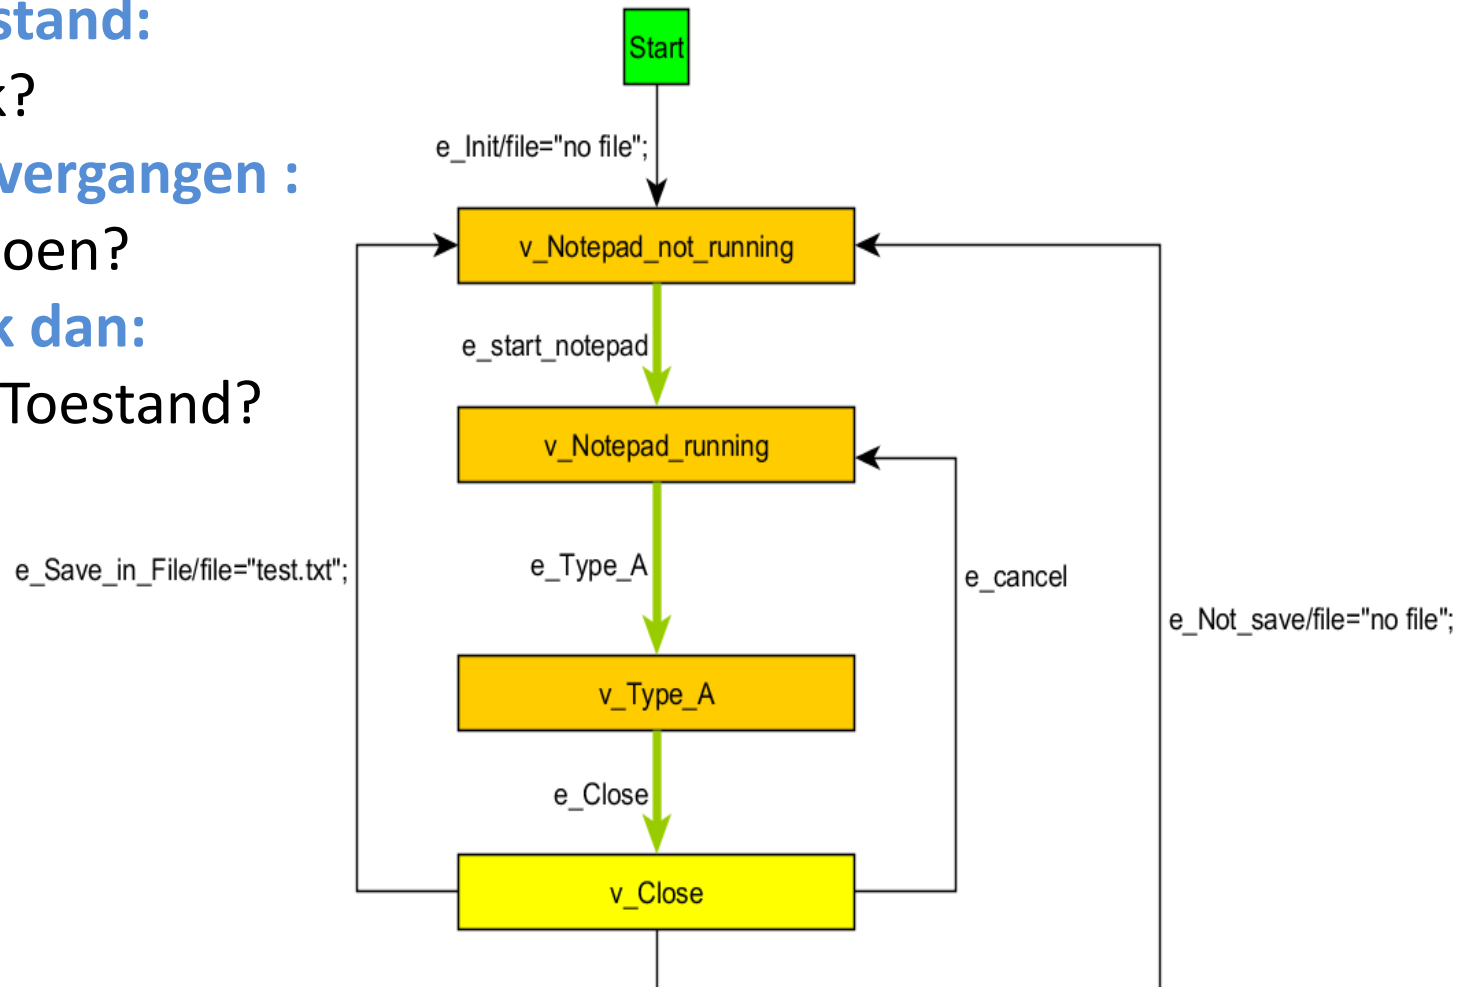 stand:
k?
vergangen :
oen?
k dan:
Toestand?
Start
e_Init/file="no file";
v_Notepad_not_running
e_start_notepad
v_Notepad_running
e_Type_A
e_Save_in_File/file="test.txt";
e_cancel
e_Not_save/file="no file";
v_Type_A
e_Close
v_Close